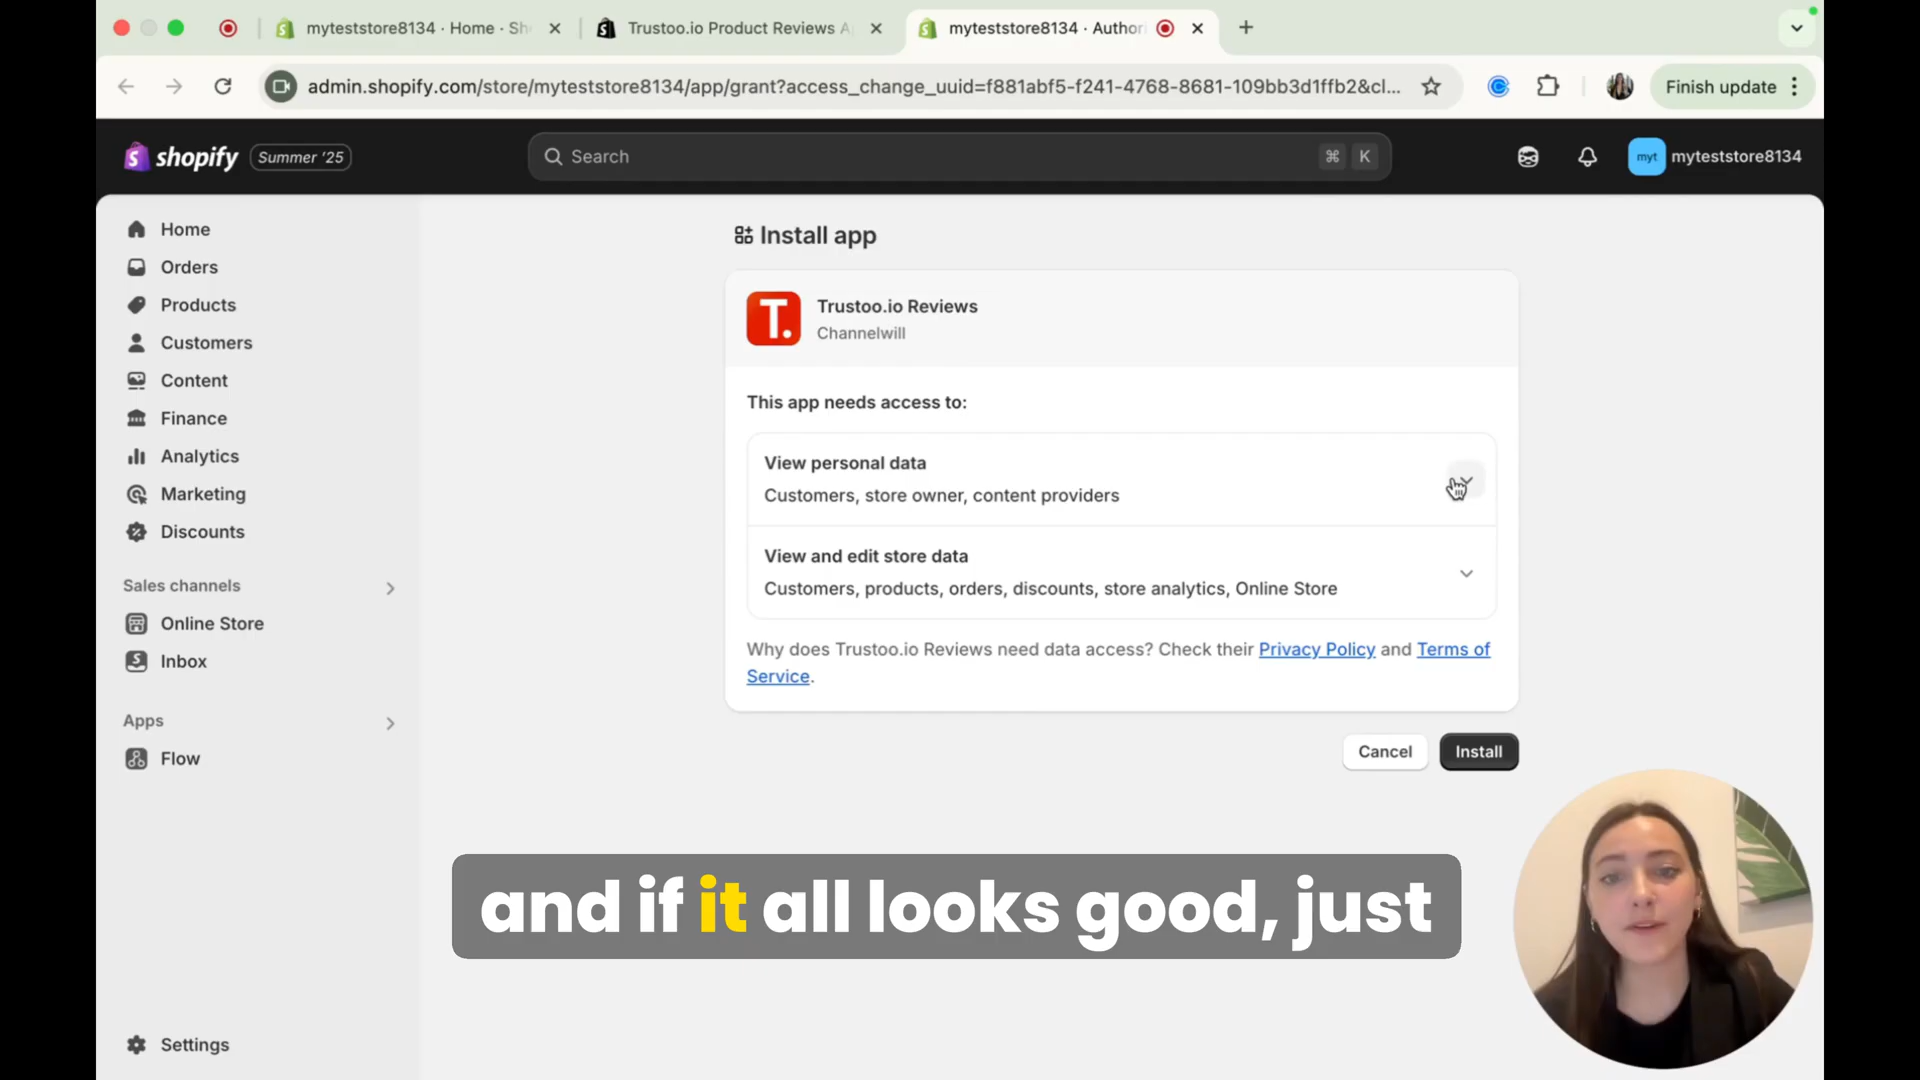 myteststore8134 · Home · Sh
Trustoo.io Product Reviews A
myteststore8134 · Author
admin.shopify.com/store/myteststore8134/app/grant?access_change_uuid=f881abf5-f241-4768-8681-109bb3d1ffb2&cl...
Finish update
shopify
Summer '25
Search
⌘ K
myt
myteststore8134
Home
Orders
Products
Customers
Content
Finance
Analytics
Marketing
Discounts
Sales channels
Online Store
Inbox
Apps
Flow
Settings
Install app
T.
Trustoo.io Reviews
Channelwill
This app needs access to:
View personal data
Customers, store owner, content providers
View and edit store data
Customers, products, orders, discounts, store analytics, Online Store
Why does Trustoo.io Reviews need data access? Check their Privacy Policy and Terms of
Service.
Cancel
Install
and if it all looks good, just